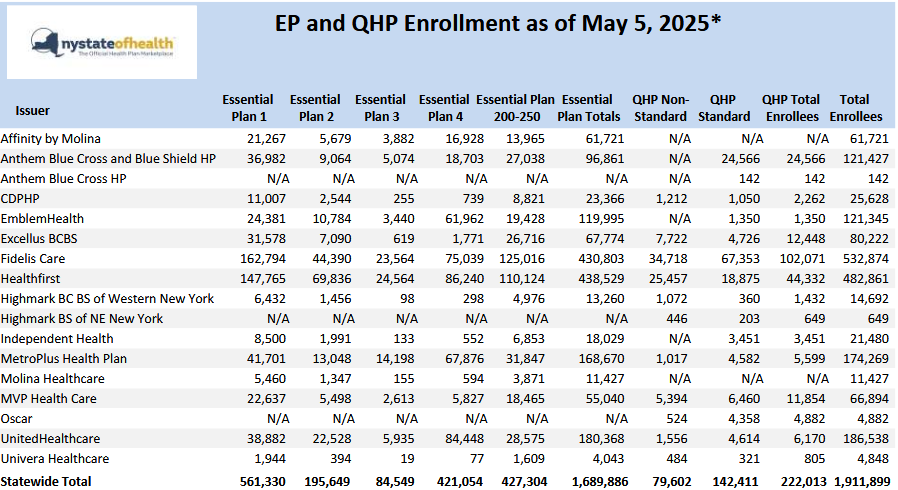 nystateofhealth
The Official Health Plan Marketplace
EP and QHP Enrollment as of May 5, 2025*
Issuer Essential Plan 1 Essential Plan 2 Essential Plan 3 Essential Plan 4 Essential Plan 200-250 Essential Plan Totals QHP Non-Standard QHP Standard QHP Total Enrollees Total Enrollees
Affinity by Molina 21,267 5,679 3,882 16,928 13,965 61,721 N/A N/A N/A 61,721
Anthem Blue Cross and Blue Shield HP 36,982 9,064 5,074 18,703 27,038 96,861 N/A 24,566 24,566 121,427
Anthem Blue Cross HP N/A N/A N/A N/A N/A N/A N/A 142 142 142
CDPHP 11,007 2,544 255 739 8,821 23,366 1,212 1,050 2,262 25,628
EmblemHealth 24,381 10,784 3,440 61,962 19,428 119,995 N/A 1,350 1,350 121,345
Excellus BCBS 31,578 7,090 619 1,771 26,716 67,774 7,722 4,726 12,448 80,222
Fidelis Care 162,794 44,390 23,564 75,039 125,016 430,803 34,718 67,353 102,071 532,874
Healthfirst 147,765 69,836 24,564 86,240 110,124 438,529 25,457 18,875 44,332 482,861
Highmark BC BS of Western New York 6,432 1,456 98 298 4,976 13,260 1,072 360 1,432 14,692
Highmark BS of NE New York N/A N/A N/A N/A N/A N/A 446 203 649 649
Independent Health 8,500 1,991 133 552 6,853 18,029 N/A 3,451 3,451 21,480
MetroPlus Health Plan 41,701 13,048 14,198 67,876 31,847 168,670 1,017 4,582 5,599 174,269
Molina Healthcare 5,460 1,347 155 594 3,871 11,427 N/A N/A N/A 11,427
MVP Health Care 22,637 5,498 2,613 5,827 18,465 55,040 5,394 6,460 11,854 66,894
Oscar N/A N/A N/A N/A N/A N/A 524 4,358 4,882 4,882
UnitedHealthcare 38,882 22,528 5,935 84,448 28,575 180,368 1,556 4,614 6,170 186,538
Univera Healthcare 1,944 394 19 77 1,609 4,043 484 321 805 4,848
Statewide Total 561,330 195,649 84,549 421,054 427,304 1,689,886 79,602 142,411 222,013 1,911,899